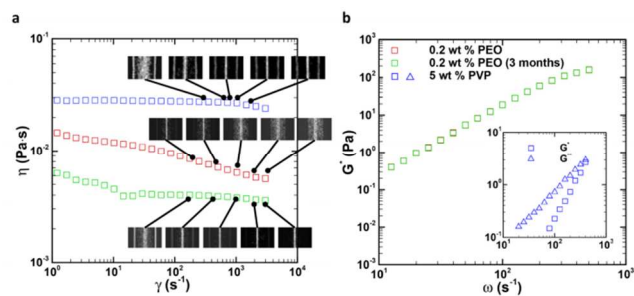 a
b
10⁻¹
10⁻²
10⁻³
η (Pa·s)
10⁰ 10¹ 10² 10³ 10⁴
γ (s⁻¹)
0.2 wt % PEO
0.2 wt % PEO (3 months)
5 wt % PVP
10³
10²
10¹
10⁰
10⁻¹
10⁻²
G' (Pa)
10¹ 10² 10³
ω (s⁻¹)
G'
10¹
10⁰
10⁻¹
10¹ 10² 10³